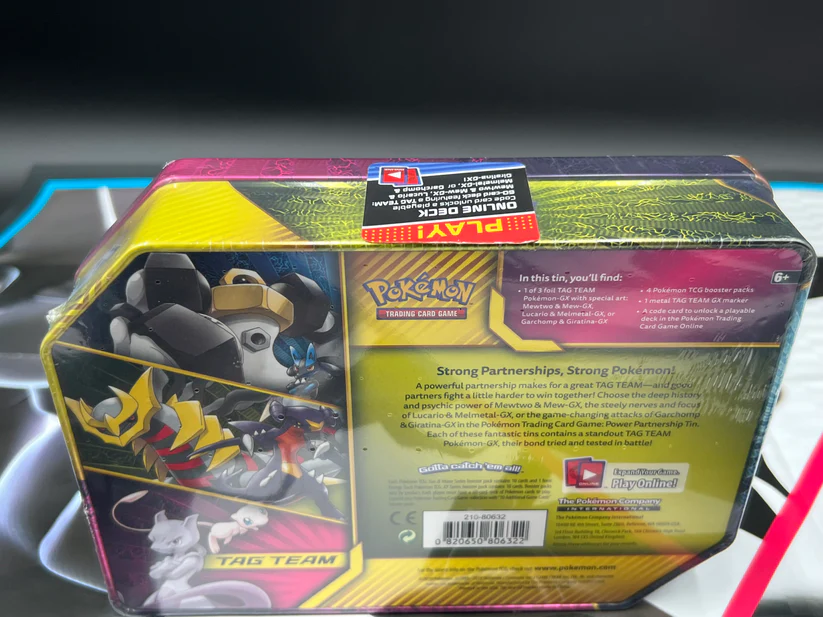 PLAY!
ONLINE DECK
Code card unlocks a playable
60-card deck featuring a TAG TEAM:
Mewtwo & Mew-GX, Lucario &
Melmetal-GX, or Garchomp &
Giratina-GX!
POKéMON
TRADING CARD GAME
In this tin, you'll find:
• 1 of 3 foil TAG TEAM
Pokémon-GX with special art:
Mewtwo & Mew-GX,
Lucario & Melmetal-GX, or
Garchomp & Giratina-GX
• 4 Pokémon TCG booster packs
• 1 metal TAG TEAM GX marker
• A code card to unlock a playable
deck in the Pokémon Trading
Card Game Online
6+
Strong Partnerships, Strong Pokémon!
A powerful partnership makes for a great TAG TEAM—and good
partners fight a little harder to win together! Choose the deep history
and psychic power of Mewtwo & Mew-GX, the steely nerves and focus
of Lucario & Melmetal-GX, or the game-changing attacks of Garchomp
& Giratina-GX in the Pokémon Trading Card Game: Power Partnership Tin.
Each of these fantastic tins contains a standout TAG TEAM
Pokémon-GX, their bond tried and tested in battle!
Gotta catch 'em all!
Expand Your Game.
Play Online!
The Pokémon Company
INTERNATIONAL
The Pokémon Company International
CE
210-80632
0 820650 806322
TAG TEAM
www.pokemon.com